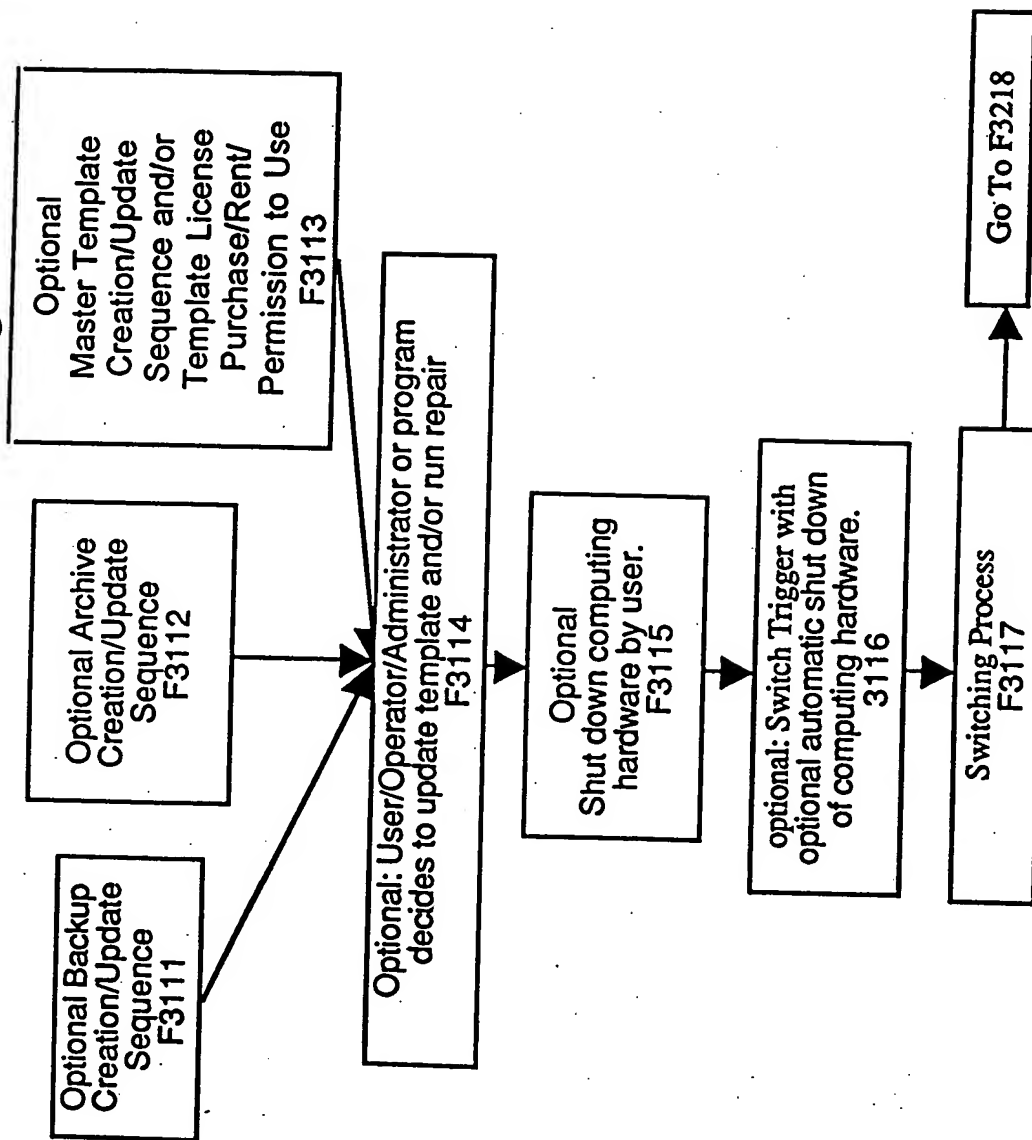 Optional Backup
Creation/Update
Sequence
F3111
Optional Archive
Creation/Update
Sequence
F3112
Optional
Master Template
Creation/Update
Sequence and/or
Template License
Purchase/Rent/
Permission to Use
F3113
Optional: User/Operator/Administrator or program
decides to update template and/or run repair
F3114
Optional
Shut down computing
hardware by user.
F3115
optional: Switch Trigger with
optional automatic shut down
of computing hardware.
3116
Switching Process
F3117
Go To F3218